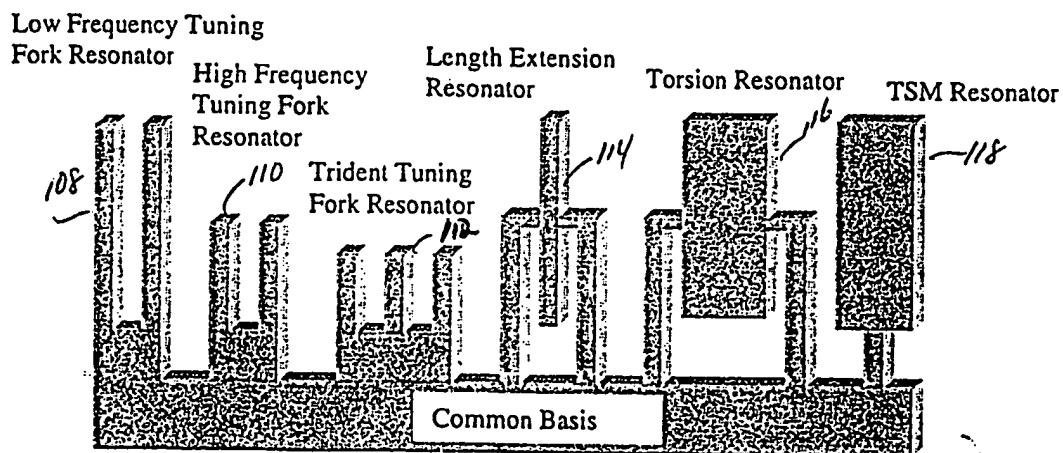 Low Frequency Tuning
Fork Resonator
High Frequency
Tuning Fork
Resonator
Trident Tuning
Fork Resonator
Length Extension
Resonator
Torsion Resonator
TSM Resonator
108
110
112
114
116
118
Common Basis